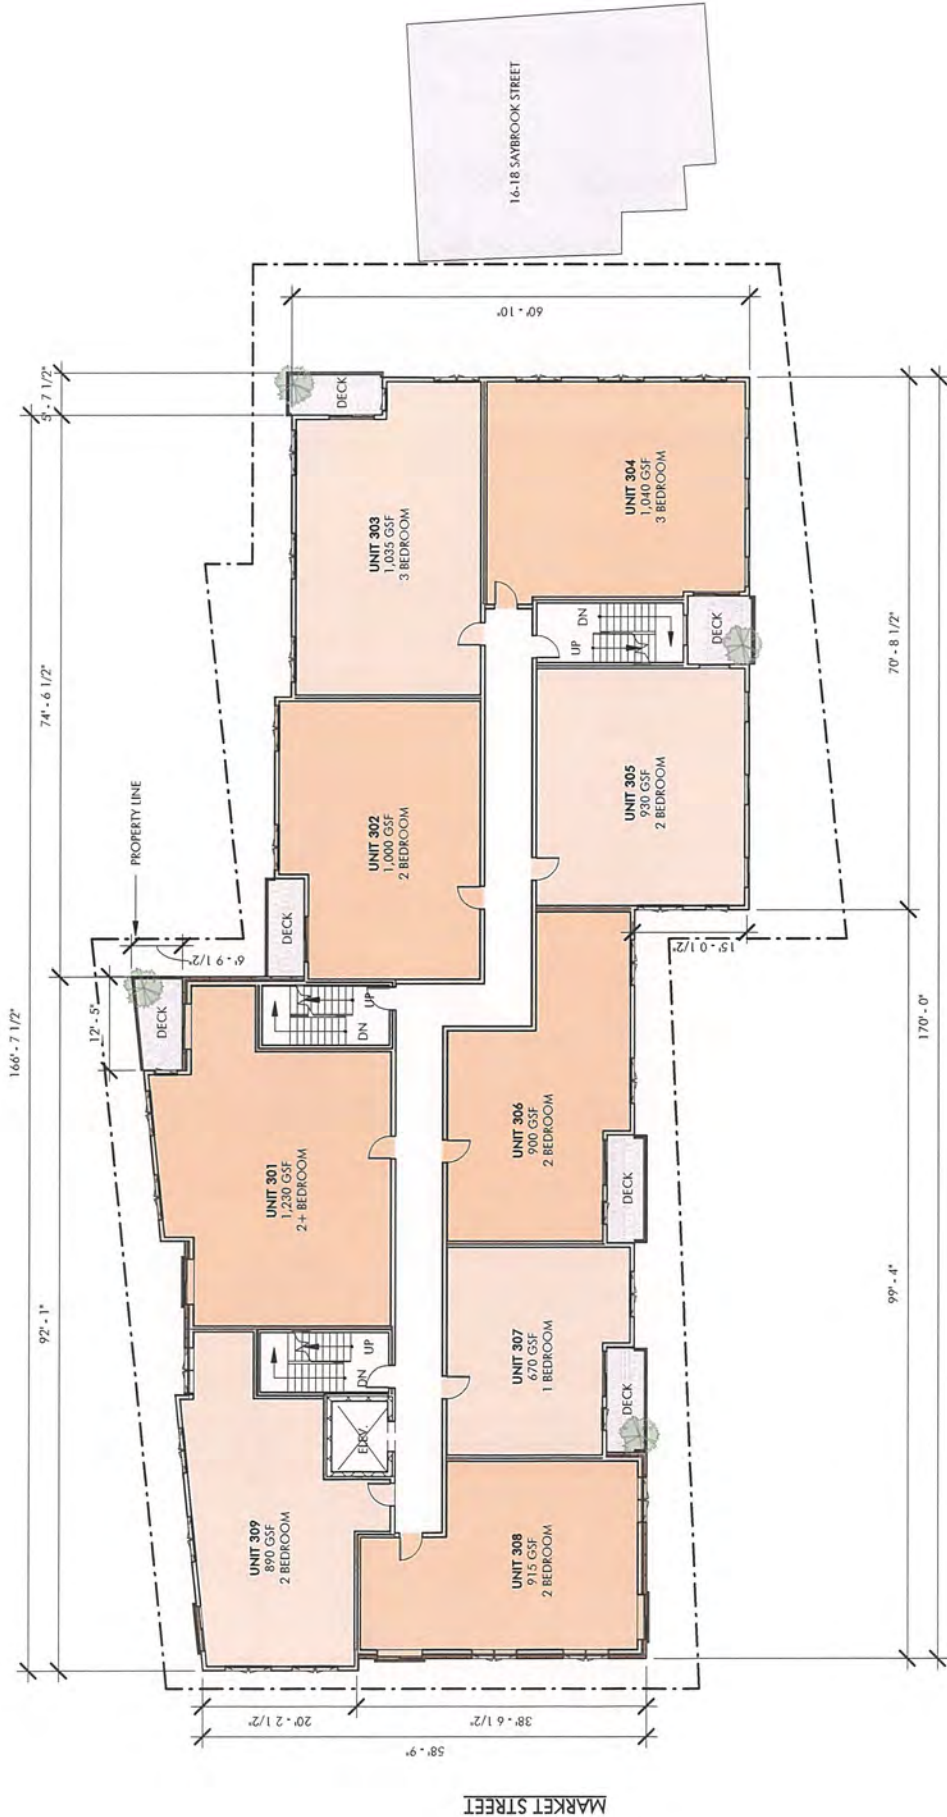 16-18 SAYBROOK STREET
5' - 7 1/2"
60' - 10"
DECK
UNIT 303
1,035 GSF
3 BEDROOM
UNIT 304
1,040 GSF
3 BEDROOM
74' - 6 1/2"
UP
DN
DECK
70' - 8 1/2"
PROPERTY LINE
UNIT 302
1,000 GSF
2 BEDROOM
UNIT 305
930 GSF
2 BEDROOM
DECK
6' - 9 1/2"
15' - 0 1/2"
12' - 5"
DECK
DN
UP
166' - 7 1/2"
170' - 0"
UNIT 301
1,230 GSF
2+ BEDROOM
UNIT 306
900 GSF
2 BEDROOM
DECK
92' - 1"
99' - 4"
DN
UP
UNIT 307
670 GSF
1 BEDROOM
DECK
ELEV.
UNIT 309
890 GSF
2 BEDROOM
UNIT 308
915 GSF
2 BEDROOM
20' - 2 1/2"
38' - 6 1/2"
58' - 9"
MARKET STREET